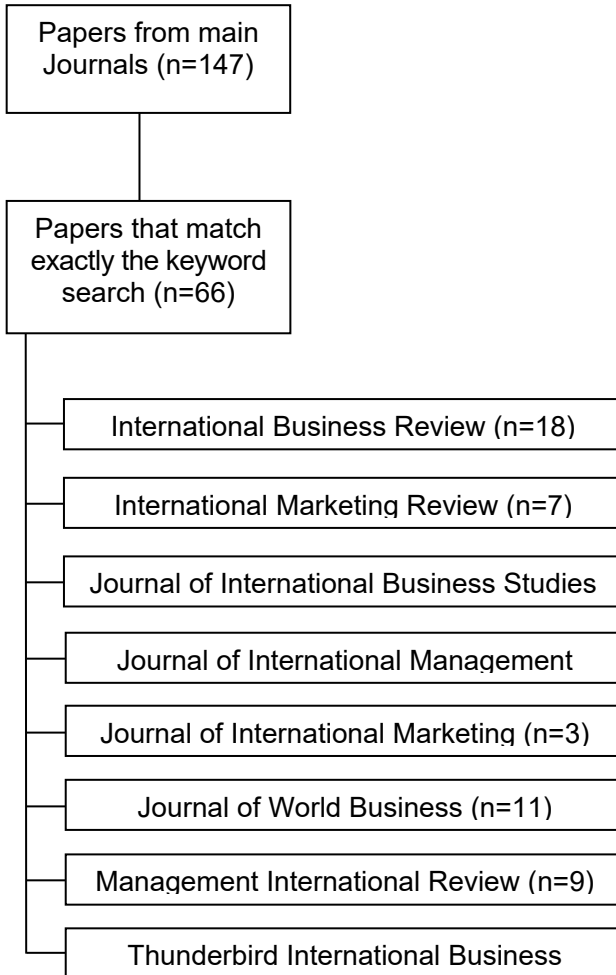 Papers from main
Journals (n=147)
Papers that match
exactly the keyword
search (n=66)
International Business Review (n=18)
International Marketing Review (n=7)
Journal of International Business Studies
Journal of International Management
Journal of International Marketing (n=3)
Journal of World Business (n=11)
Management International Review (n=9)
Thunderbird International Business